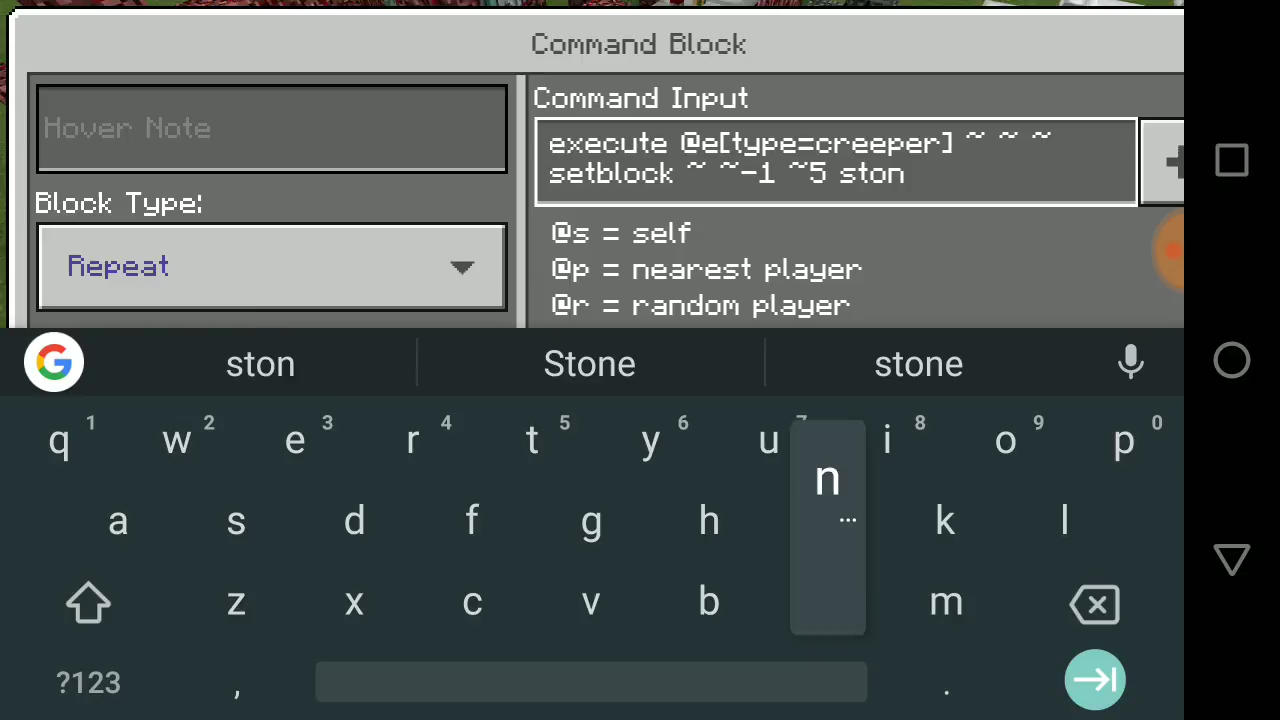 Command Block
Hover Note
Block Type:
Repeat
Command Input
execute @e[type=creeper] ~ ~ ~
setblock ~ ~-1 ~5 ston
@s = self
@p = nearest player
@r = random player
ston Stone stone
q 1 w 2 e 3 r 4 t 5 y 6 u 7 i 8 o 9 p 0
a s d f g h n ... k l
z x c v b m
?123 , .